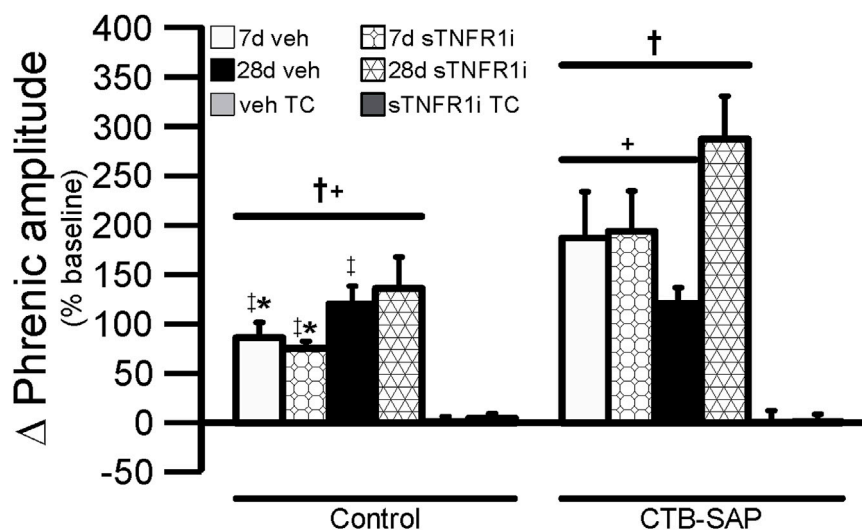 Δ Phrenic amplitude
(% baseline)
400
350
300
250
200
150
100
50
0
-50
7d veh
7d sTNFR1i
28d veh
28d sTNFR1i
veh TC
sTNFR1i TC
†
+
†+
‡*
‡*
‡
Control
CTB-SAP